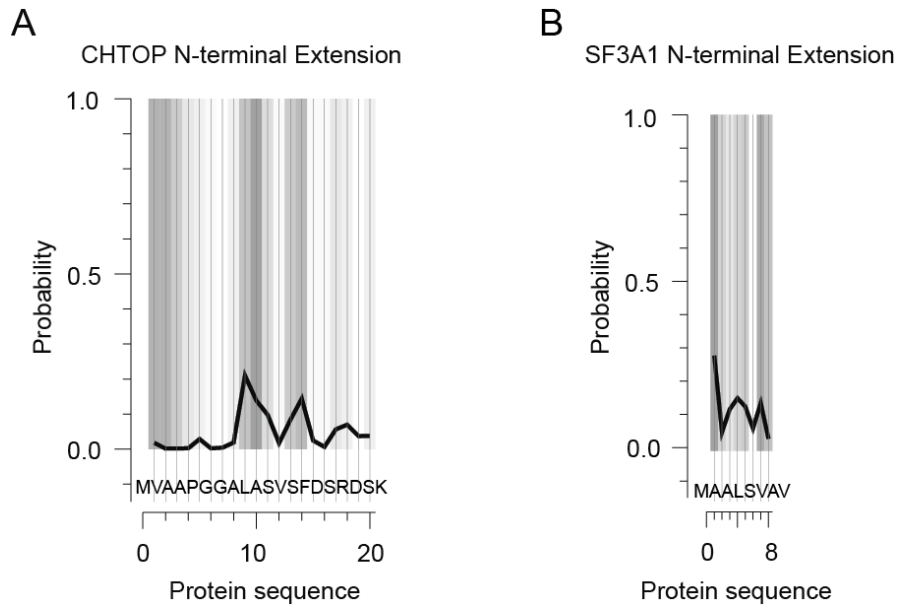 A
CHTOP N-terminal Extension
1.0
0.5
0.0
Probability
MVAAPGGALASVSFDSRDSK
0 10 20
Protein sequence
B
SF3A1 N-terminal Extension
1.0
0.5
0.0
Probability
MAALSVAV
0 8
Protein sequence